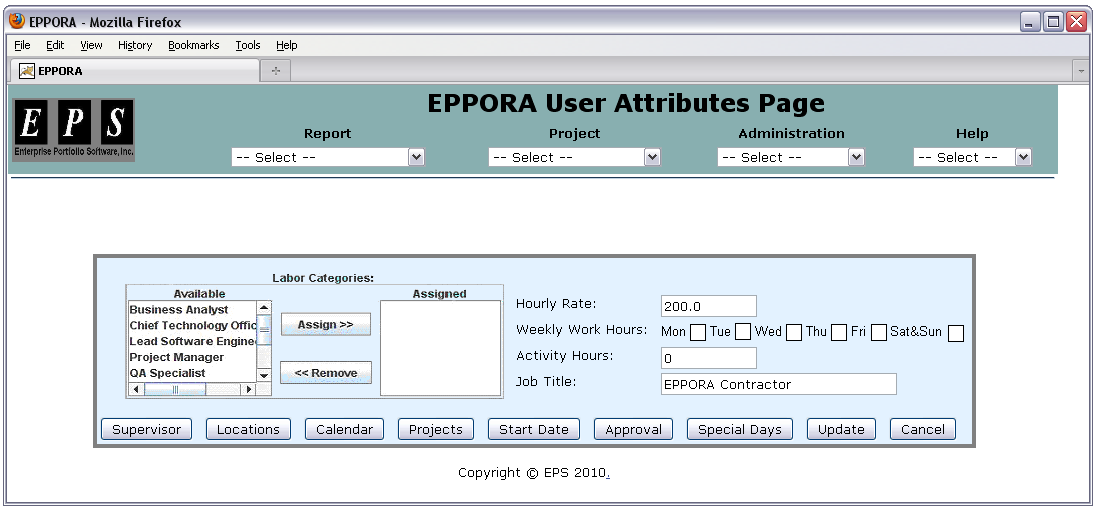 EPPORA - Mozilla Firefox
File Edit View History Bookmarks Tools Help
EPPORA
EPPORA User Attributes Page
E P S
Enterprise Portfolio Software, Inc.
Report Project Administration Help
-- Select -- -- Select -- -- Select -- -- Select --
Labor Categories:
Available Assigned
Business Analyst
Chief Technology Offic
Lead Software Engine
Project Manager
QA Specialist
Assign >>
<< Remove
Hourly Rate: 200.0
Weekly Work Hours: Mon Tue Wed Thu Fri Sat&Sun
Activity Hours: 0
Job Title: EPPORA Contractor
Supervisor Locations Calendar Projects Start Date Approval Special Days Update Cancel
Copyright © EPS 2010.